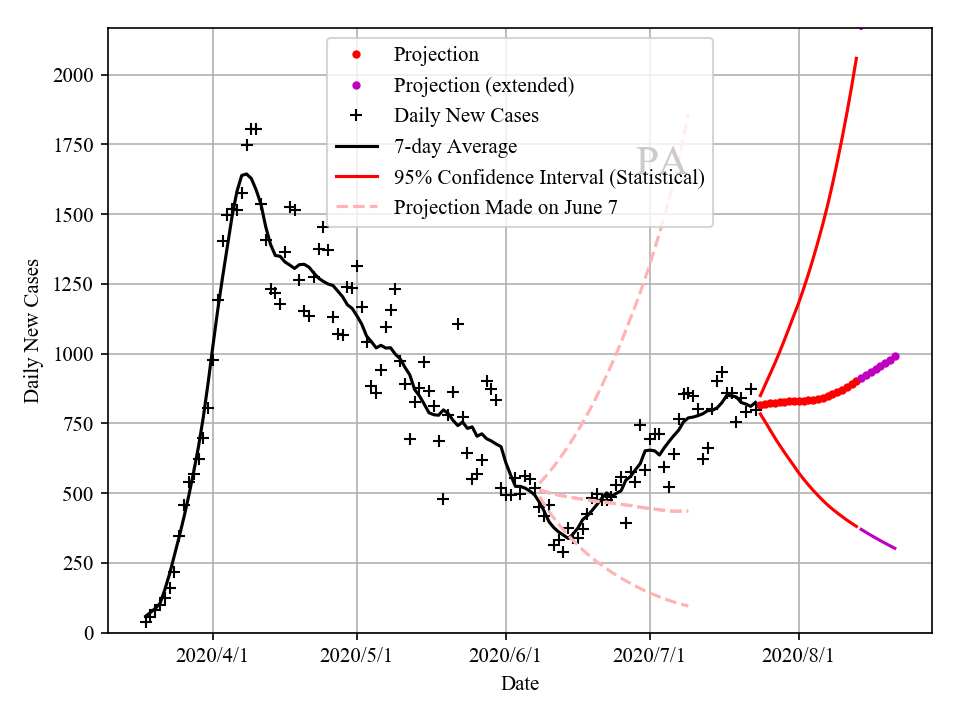 Projection
Projection (extended)
Daily New Cases
7-day Average
PA
95% Confidence Interval (Statistical)
Projection Made on June 7
2000
1750
1500
1250
1000
750
500
250
0
Daily New Cases
2020/4/1
2020/5/1
2020/6/1
2020/7/1
2020/8/1
Date